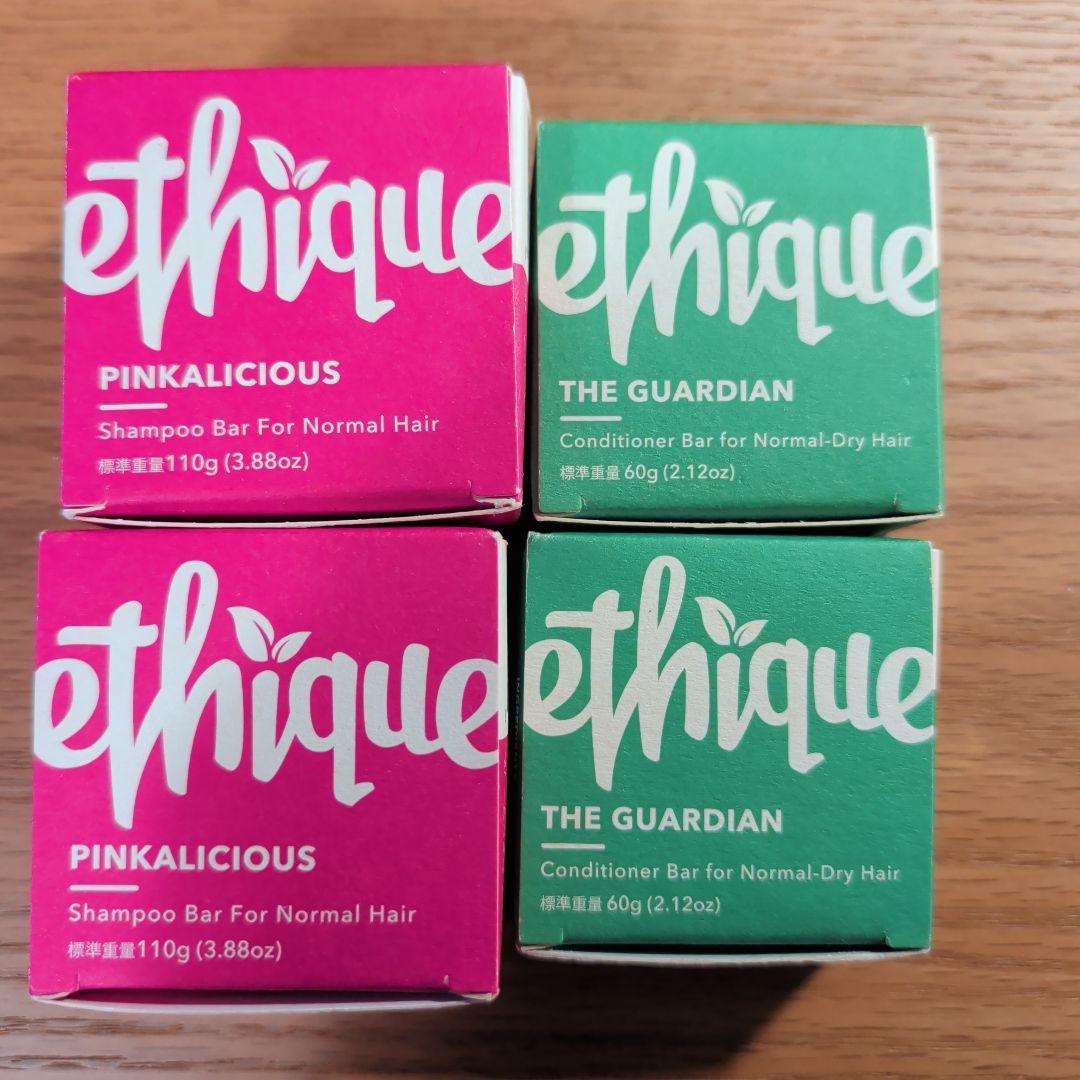 ethique
PINKALICIOUS
Shampoo Bar For Normal Hair
標準重量110g (3.88oz)
ethique
THE GUARDIAN
Conditioner Bar for Normal-Dry Hair
標準重量 60g (2.12oz)
ethique
PINKALICIOUS
Shampoo Bar For Normal Hair
標準重量110g (3.88oz)
ethique
THE GUARDIAN
Conditioner Bar for Normal-Dry Hair
標準重量 60g (2.12oz)